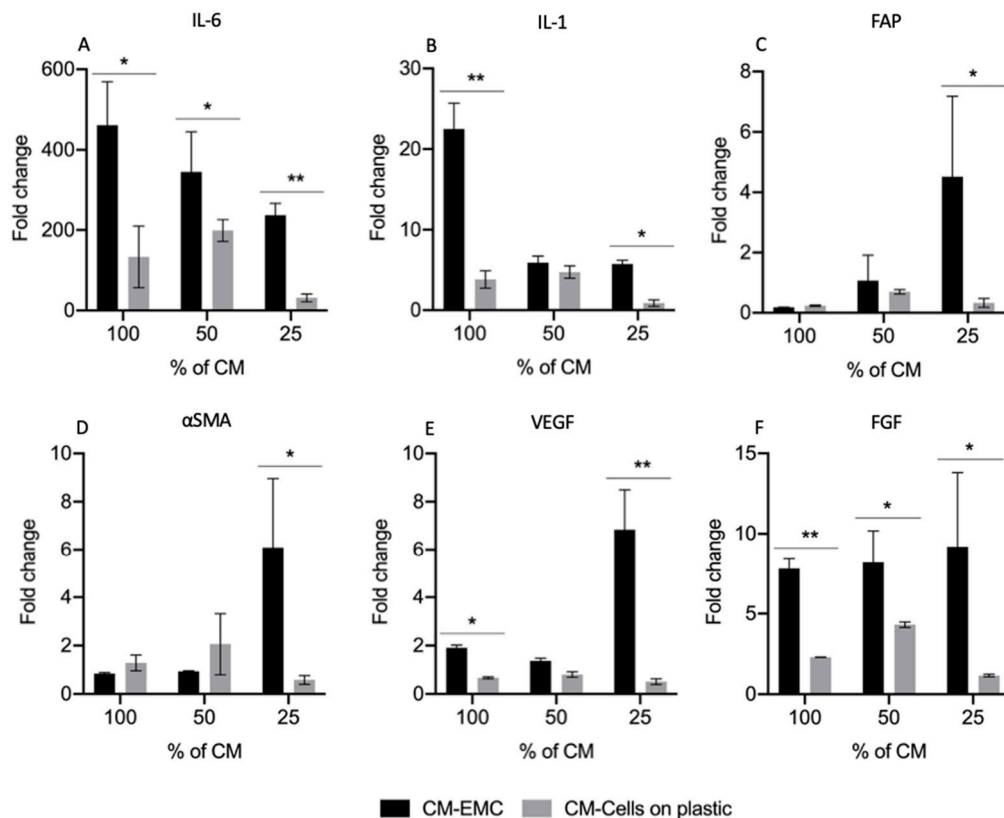 IL-6
A
600
400
200
0
Fold change
*
*
**
100 50 25
% of CM
IL-1
B
30
20
10
0
Fold change
**
*
100 50 25
% of CM
FAP
C
8
6
4
2
0
Fold change
*
100 50 25
% of CM
αSMA
D
10
8
6
4
2
0
Fold change
*
100 50 25
% of CM
VEGF
E
10
8
6
4
2
0
Fold change
*
**
100 50 25
% of CM
FGF
F
15
10
5
0
Fold change
**
*
*
100 50 25
% of CM
CM-EMC CM-Cells on plastic